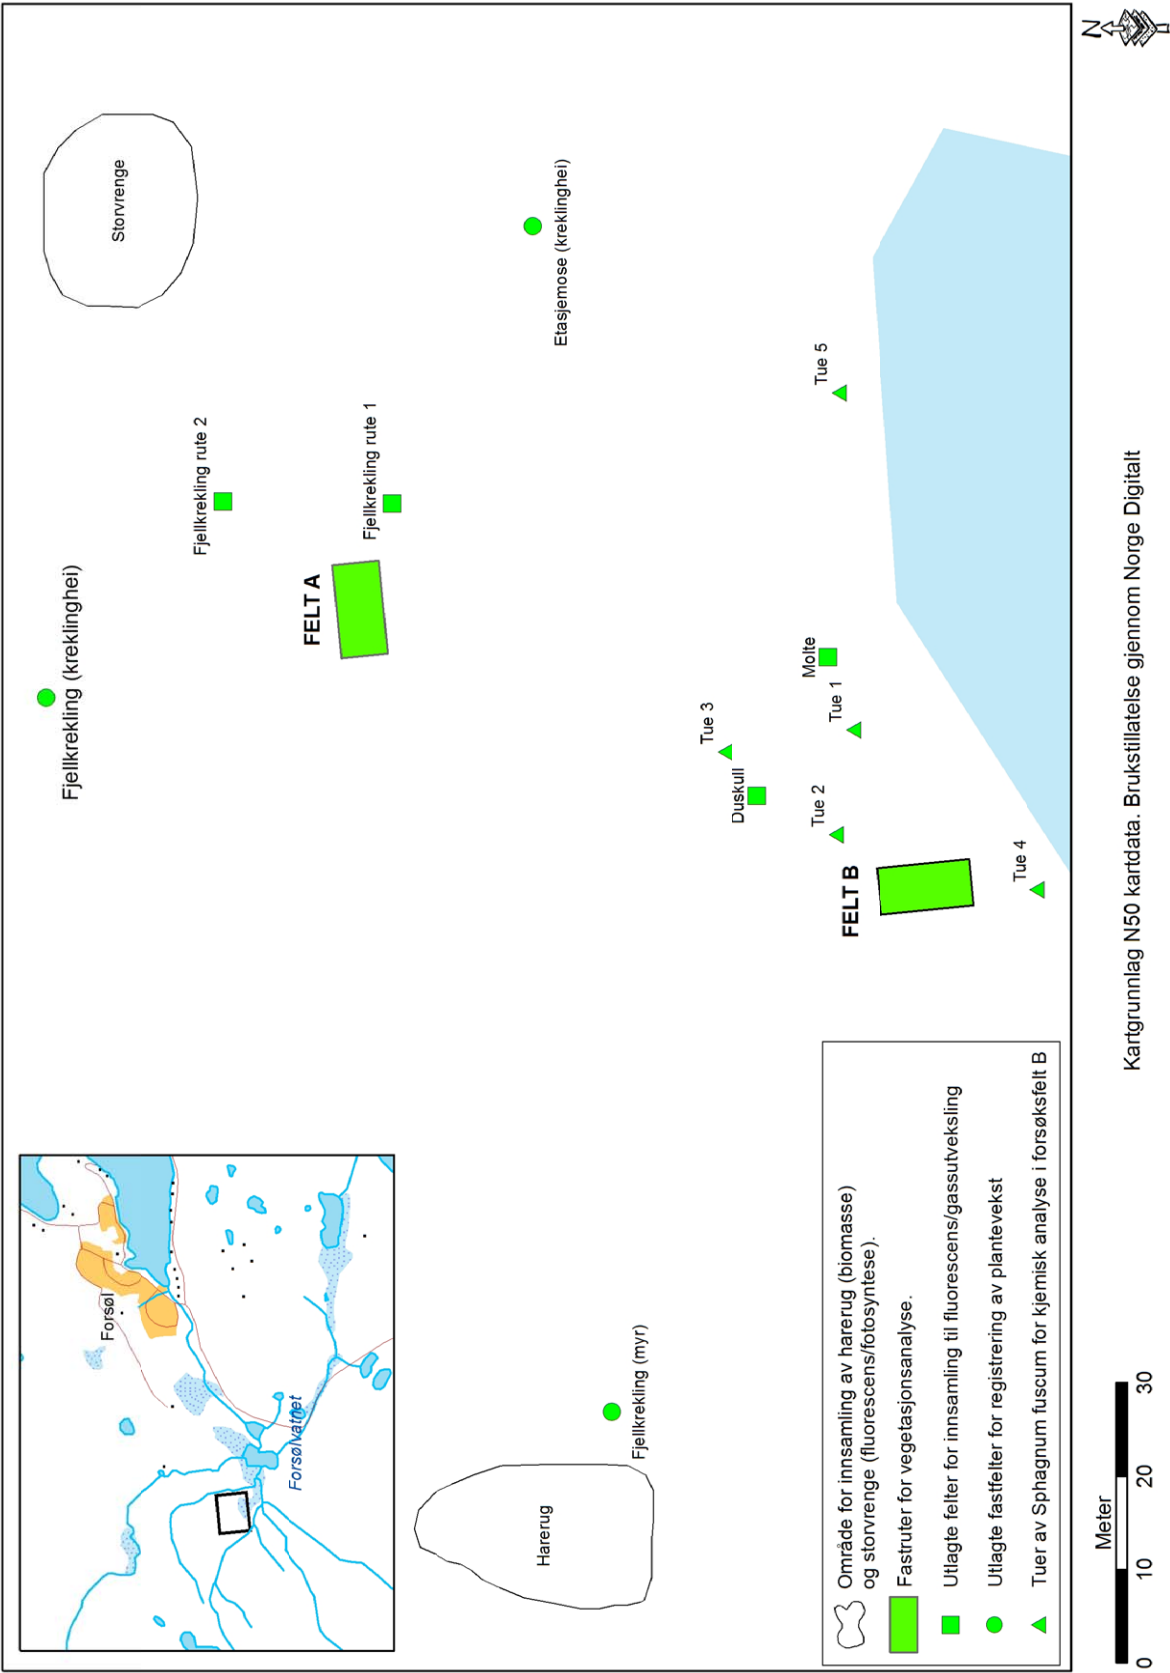 N
Forsøl
Forsølvatnet
Fjellkrekling (kreklinghei)
Storvrenge
Fjellkrekling rute 2
FELT A
Fjellkrekling rute 1
Etasjemose (kreklinghei)
Harerug
Fjellkrekling (myr)
Tue 3
Duskull
Molte
Tue 1
Tue 2
Tue 5
FELT B
Tue 4
Område for innsamling av harerug (biomasse)
og storvrenge (fluorescens/fotosyntese).
Fastruter for vegetasjonsanalyse.
Utlagte felter for innsamling til fluorescens/gassutveksling
Utlagte fastfelter for registrering av plantevekst
Tuer av Sphagnum fuscum for kjemisk analyse i forsøksfelt B
Meter
0 10 20 30
Kartgrunnlag N50 kartdata. Brukstillatelse gjennom Norge Digitalt